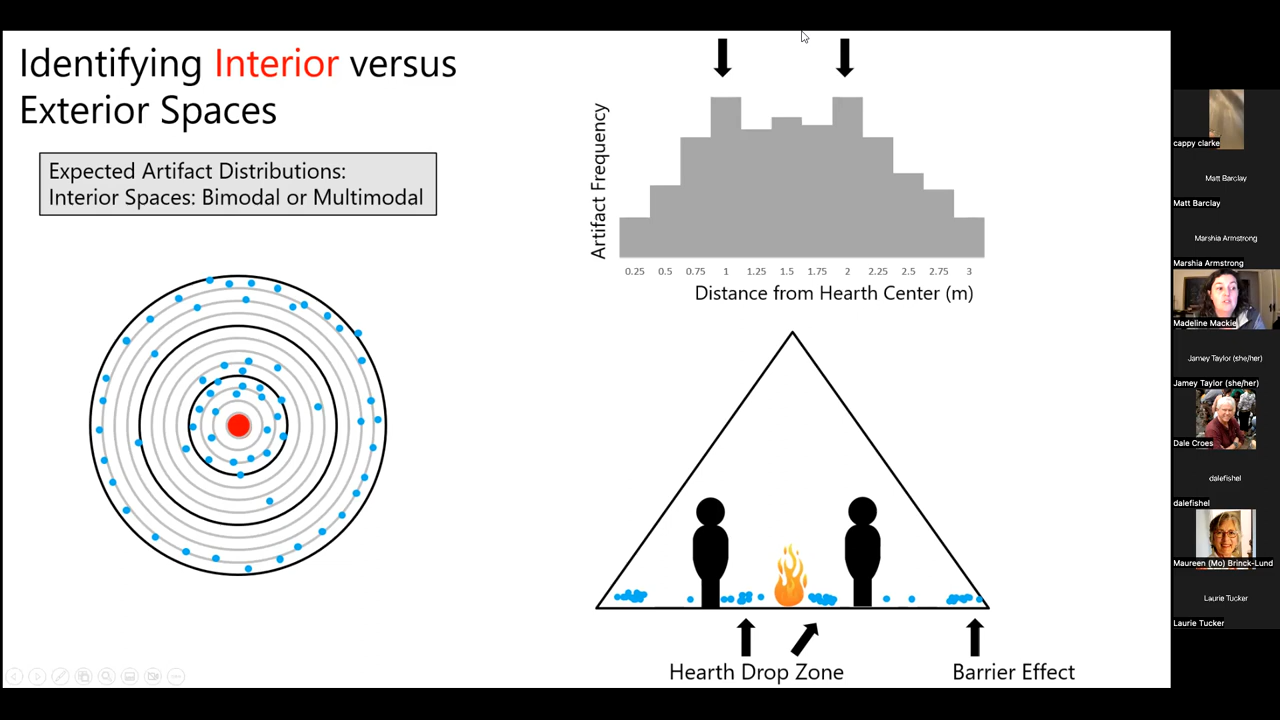 Identifying Interior versus
Exterior Spaces
Expected Artifact Distributions:
Interior Spaces: Bimodal or Multimodal
Artifact Frequency
0.25 0.5 0.75 1 1.25 1.5 1.75 2 2.25 2.5 2.75 3
Distance from Hearth Center (m)
Hearth Drop Zone
Barrier Effect
cappy clarke
Matt Barclay
Matt Barclay
Marshia Armstrong
Marshia Armstrong
Madeline Mackie
Jamey Taylor (she/her)
Jamey Taylor (she/her)
Dale Croes
dalefishel
dalefishel
Maureen (Mo) Brinck-Lund
Laurie Tucker
Laurie Tucker